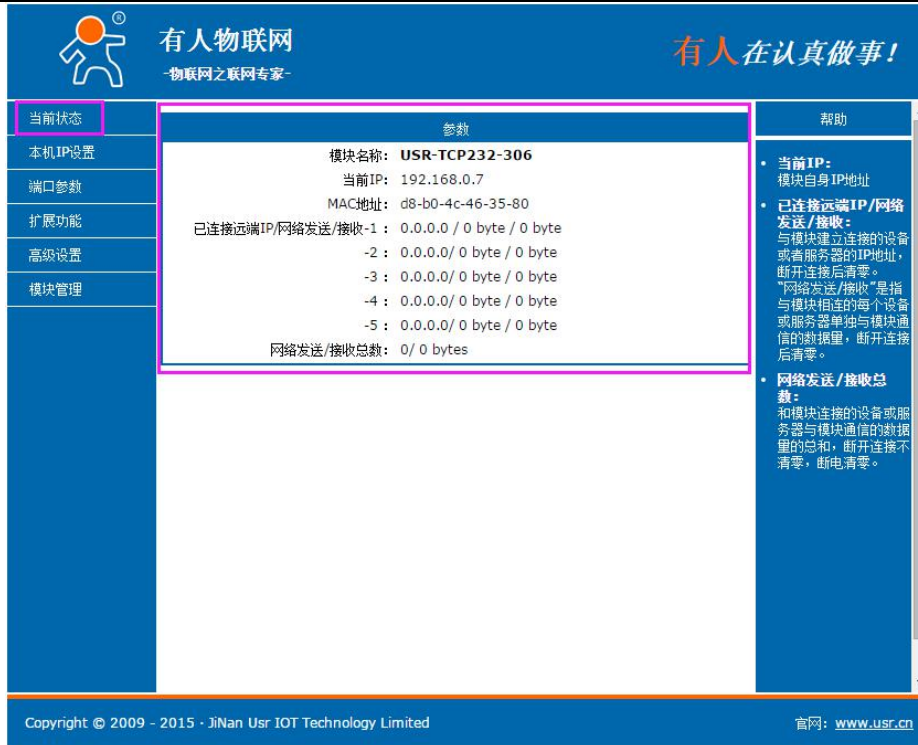 ®
有人物联网
-物联网之联网专家-
有人在认真做事！
当前状态
本机IP设置
端口参数
扩展功能
高级设置
模块管理
参数
模块名称： USR-TCP232-306
当前IP： 192.168.0.7
MAC地址： d8-b0-4c-46-35-80
已连接远端IP/网络发送/接收-1： 0.0.0.0 / 0 byte / 0 byte
-2： 0.0.0.0/ 0 byte / 0 byte
-3： 0.0.0.0/ 0 byte / 0 byte
-4： 0.0.0.0/ 0 byte / 0 byte
-5： 0.0.0.0/ 0 byte / 0 byte
网络发送/接收总数： 0/ 0 bytes
帮助
• 当前IP：
模块自身IP地址
• 已连接远端IP/网络
发送/接收：
与模块建立连接的设备
或者服务器的IP地址，
断开连接后清零。
“网络发送/接收”是指
与模块相连的每个设备
或服务器单独与模块通
信的数据量，断开连接
后清零。
• 网络发送/接收总
数：
和模块连接的设备或服
务器与模块通信的数据
量的总和，断开连接不
清零，断电清零。
Copyright © 2009 - 2015 · JiNan Usr IOT Technology Limited
官网：www.usr.cn